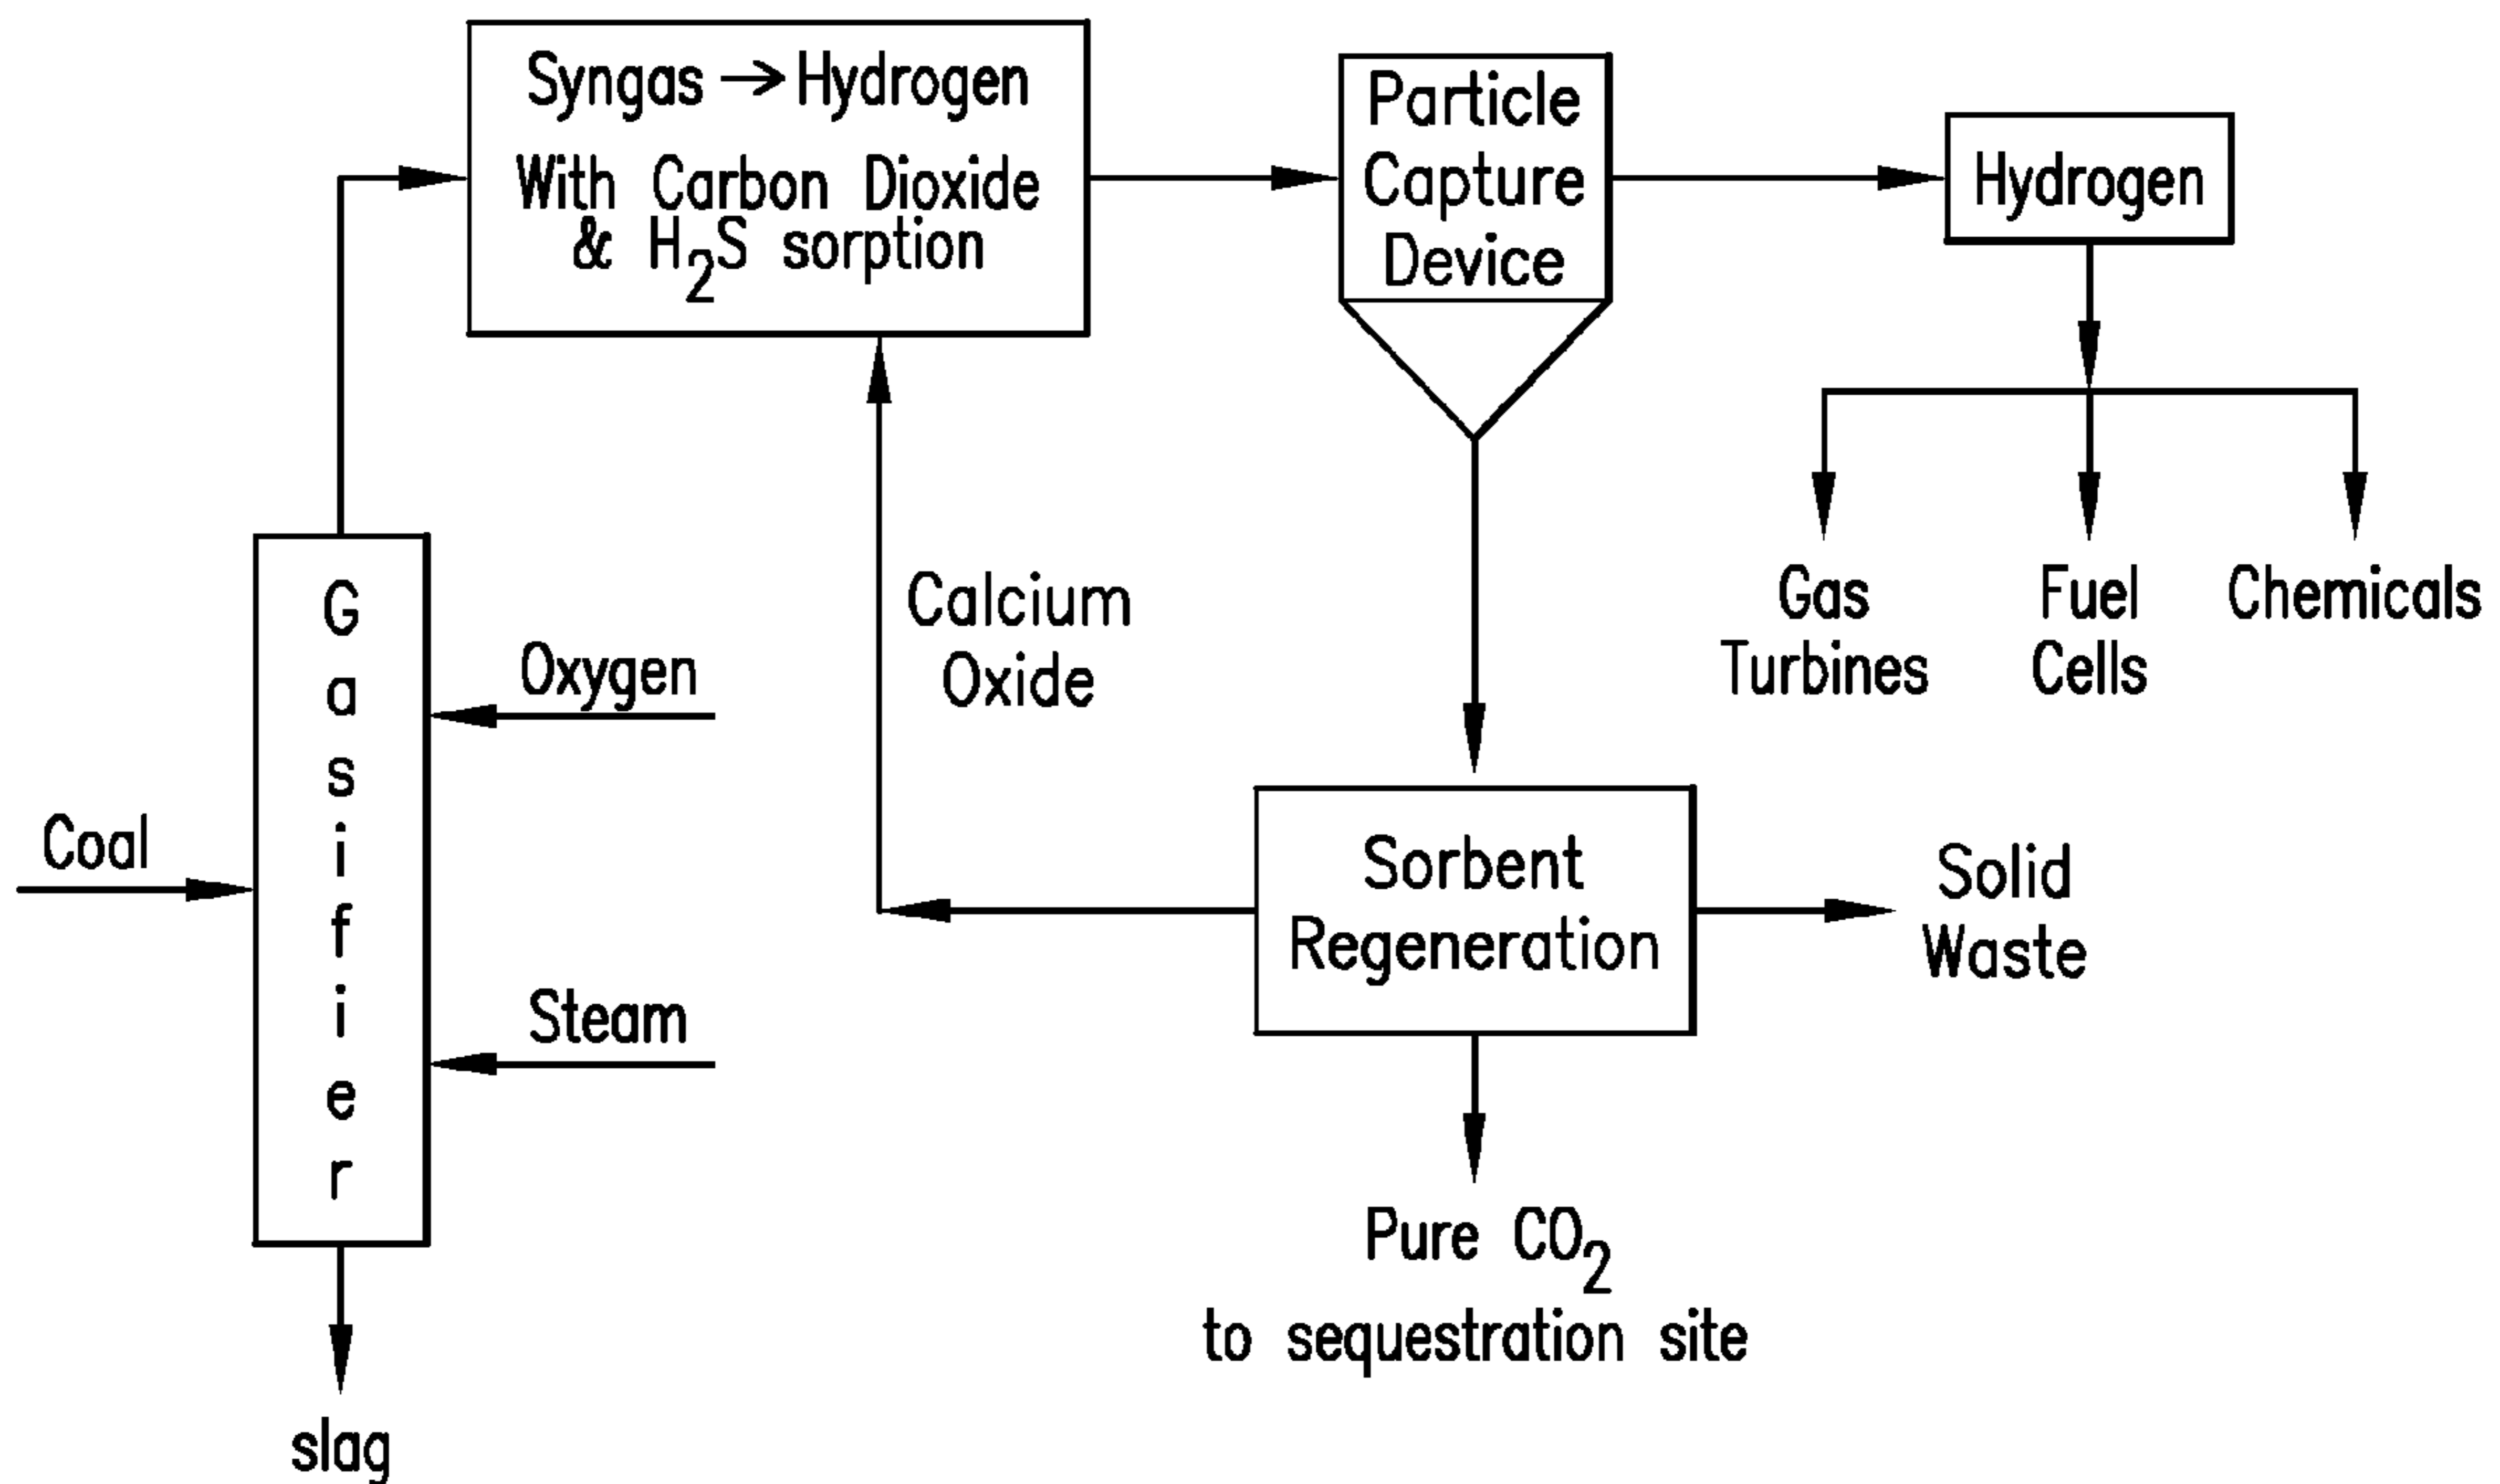 Syngas → Hydrogen
With Carbon Dioxide
& H2S sorption
Particle
Capture
Device
Hydrogen
Gas
Turbines
Fuel
Cells
Chemicals
Gasifier
Oxygen
Coal
Steam
slag
Calcium
Oxide
Sorbent
Regeneration
Solid
Waste
Pure CO2
to sequestration site